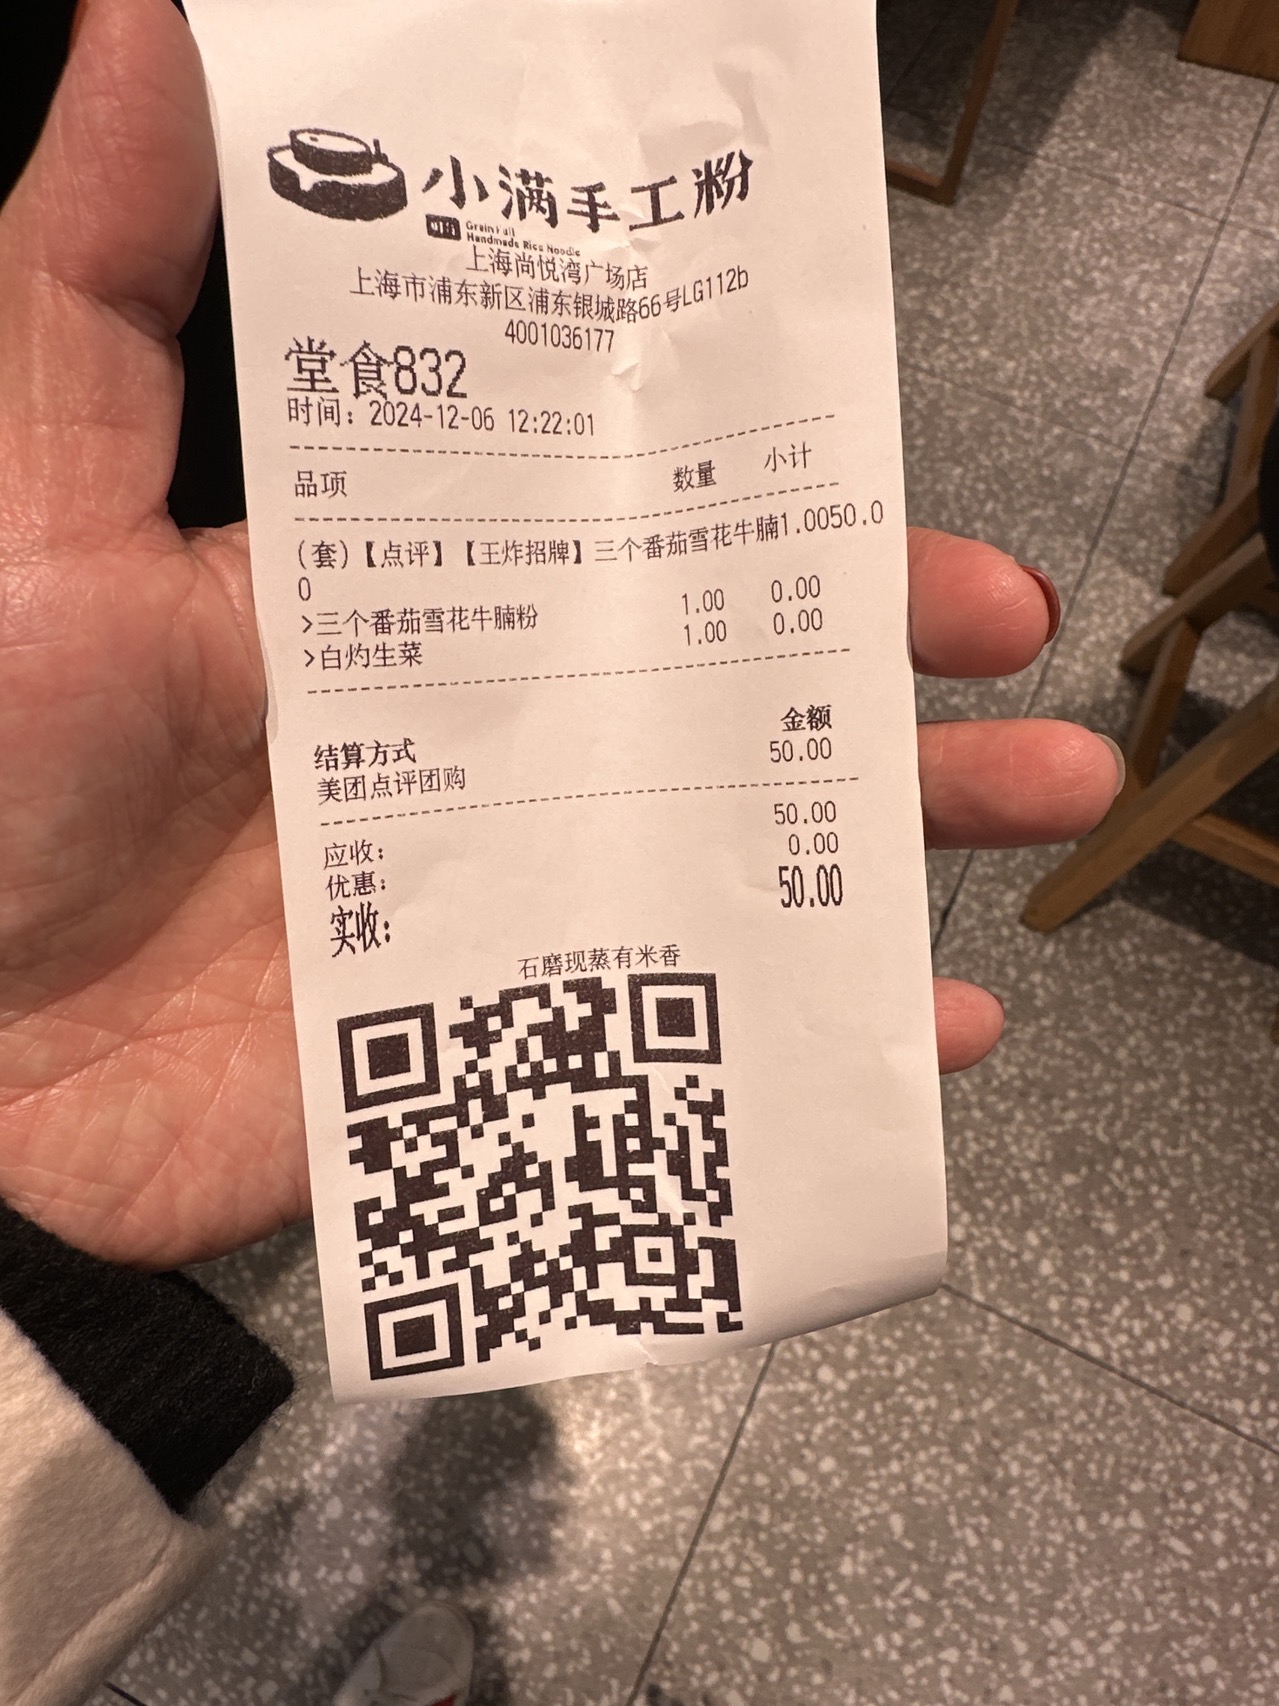 小满手工粉
Grain Full
Handmade Rice Noodle
上海尚悦湾广场店
上海市浦东新区浦东银城路66号LG112b
4001036177
堂食832
时间：2024-12-06 12:22:01
品项 数量 小计
(套)【点评】【王炸招牌】三个番茄雪花牛腩1.0050.0
0
>三个番茄雪花牛腩粉 1.00 0.00
>白灼生菜 1.00 0.00
结算方式 金额
美团点评团购 50.00
应收： 50.00
优惠： 0.00
实收： 50.00
石磨现蒸有米香